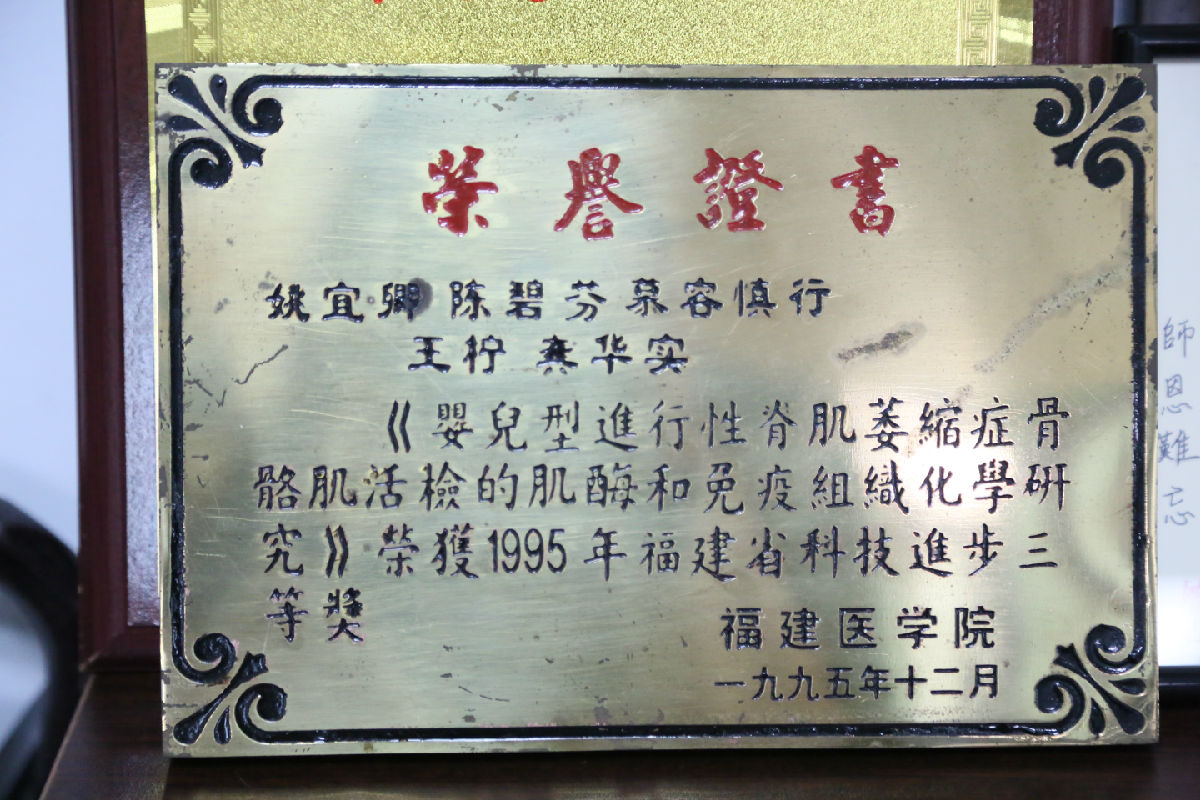 榮譽證書
姚宜卿 陈碧芬 慕容慎行
王柠 龚华实
《嬰兒型進行性脊肌萎縮症骨
骼肌活檢的肌酶和免疫組織化學研
究》榮獲1995年福建省科技進步三
等獎
福建医学院
一九九五年十二月
師恩難忘